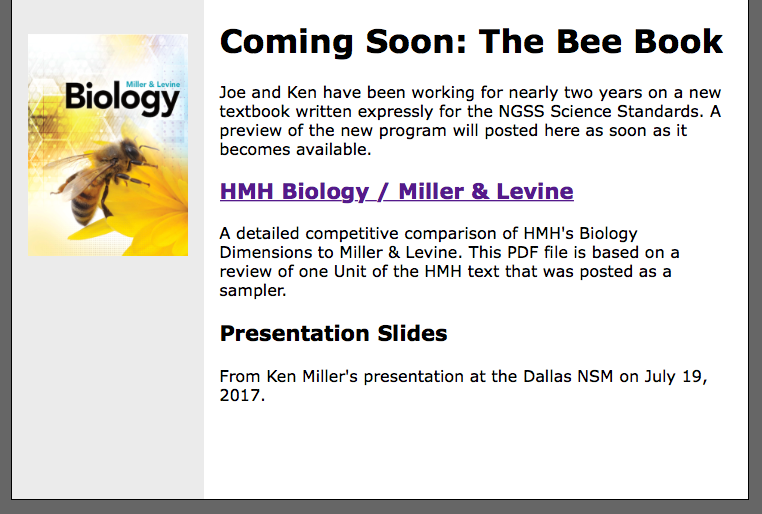 Miller & Levine
Biology
Coming Soon: The Bee Book
Joe and Ken have been working for nearly two years on a new
textbook written expressly for the NGSS Science Standards. A
preview of the new program will posted here as soon as it
becomes available.
HMH Biology / Miller & Levine
A detailed competitive comparison of HMH's Biology
Dimensions to Miller & Levine. This PDF file is based on a
review of one Unit of the HMH text that was posted as a
sampler.
Presentation Slides
From Ken Miller's presentation at the Dallas NSM on July 19,
2017.